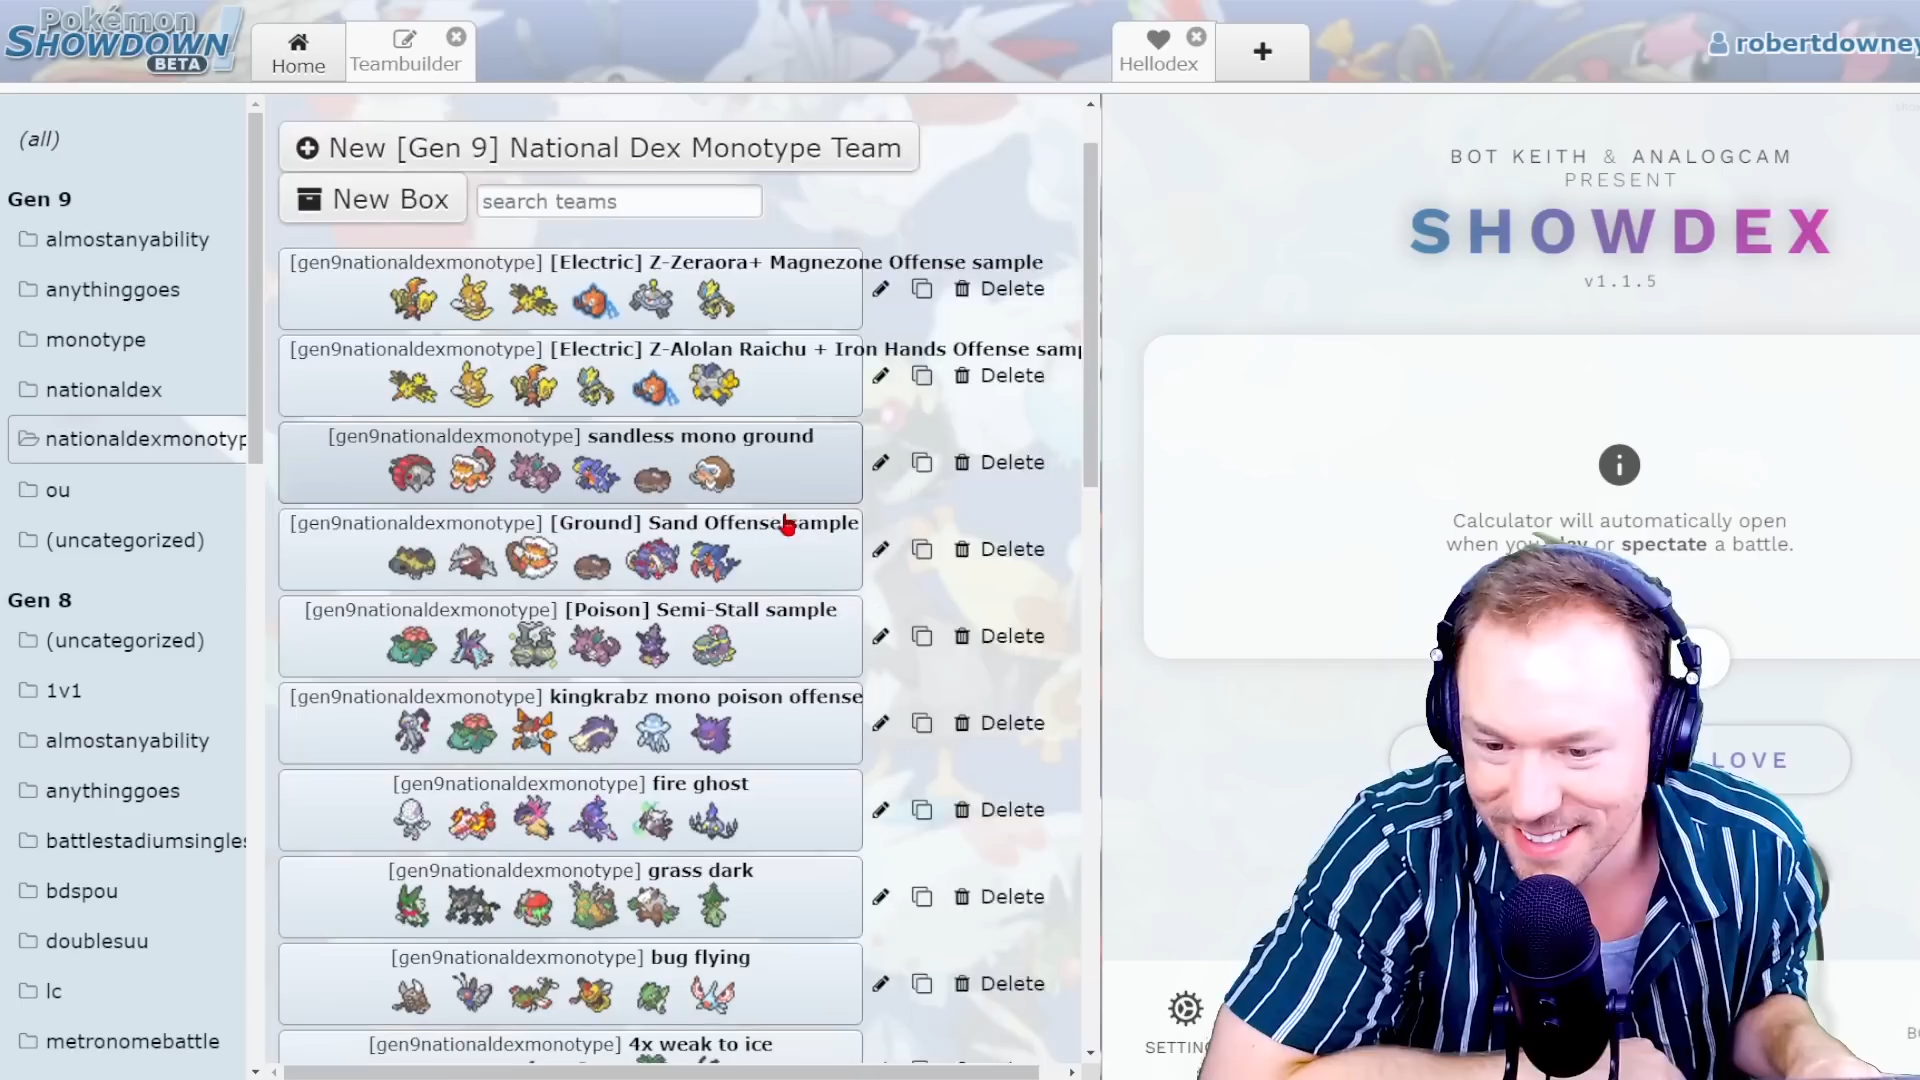 Pokémon
SHOWDOWN!
BETA
Home
Teambuilder
Hellodex
robertdowney
(all)
Gen 9
almostanyability
anythinggoes
monotype
nationaldex
nationaldexmonotyp
ou
(uncategorized)
Gen 8
(uncategorized)
1v1
almostanyability
anythinggoes
battlestadiumsingles
bdspou
doublesuu
lc
metronomebattle
New [Gen 9] National Dex Monotype Team
New Box
search teams
[gen9nationaldexmonotype] [Electric] Z-Zeraora+ Magnezone Offense sample
Delete
[gen9nationaldexmonotype] [Electric] Z-Alolan Raichu + Iron Hands Offense samp
Delete
[gen9nationaldexmonotype] sandless mono ground
Delete
[gen9nationaldexmonotype] [Ground] Sand Offense sample
Delete
[gen9nationaldexmonotype] [Poison] Semi-Stall sample
Delete
[gen9nationaldexmonotype] kingkrabz mono poison offense
Delete
[gen9nationaldexmonotype] fire ghost
Delete
[gen9nationaldexmonotype] grass dark
Delete
[gen9nationaldexmonotype] bug flying
Delete
[gen9nationaldexmonotype] 4x weak to ice
BOT KEITH & ANALOGCAM
PRESENT
SHOWDEX
v1.1.5
Calculator will automatically open
when you play or spectate a battle.
LOVE
SETTING